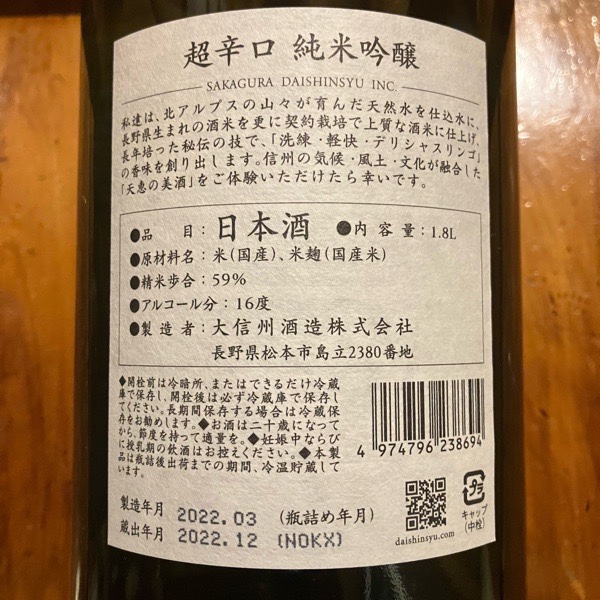 超辛口 純米吟醸
SAKAGURA DAISHINSYU INC.
私達は、北アルプスの山々が育んだ天然水を仕込水に、
長野県生まれの酒米を更に契約栽培で上質な酒米に仕上げ、
長年培った秘伝の技で、「洗練・軽快・デリシャスリンゴ」
の香味を創り出します。信州の気候・風土・文化が融合した
「天恵の美酒」をご体験いただけたら幸いです。
●品 目：日本酒 ●内容量：1.8L
●原材料名：米(国産)、米麹(国産米)
●精米歩合：59%
●アルコール分：16度
●製造者：大信州酒造株式会社
長野県松本市島立2380番地
◆開栓前は冷暗所、またはできるだけ冷蔵
庫で保存し、開栓後は必ず冷蔵庫で保存し
てください。長期間保存する場合は冷蔵保
存をお勧めします。◆お酒は二十歳になって
から、節度を持って適量を。◆妊娠中ならび
に授乳期の飲酒はお控えください。◆本製
品は瓶詰後出荷までの期間、冷温貯蔵して
います。
4 974796 238694
製造年月 2022.03 (瓶詰め年月)
蔵出年月 2022.12 (NOKX)
daishinsyu.com
プラ
キャップ
(中栓)